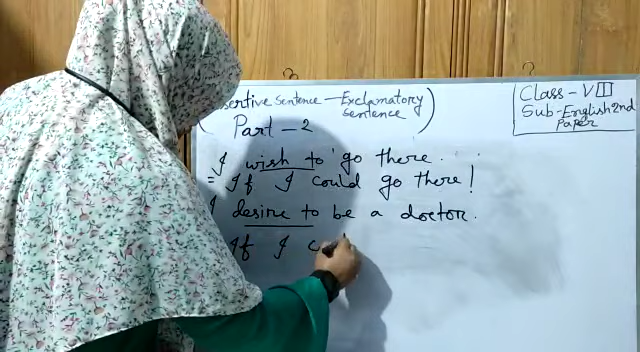 sertive Sentence — Exclamatory
Sentence)
Part - 2
Class - VIII
Sub - English 2nd
Paper
I wish to go there.
= If I could go there!
I desire to be a doctor.
If I c